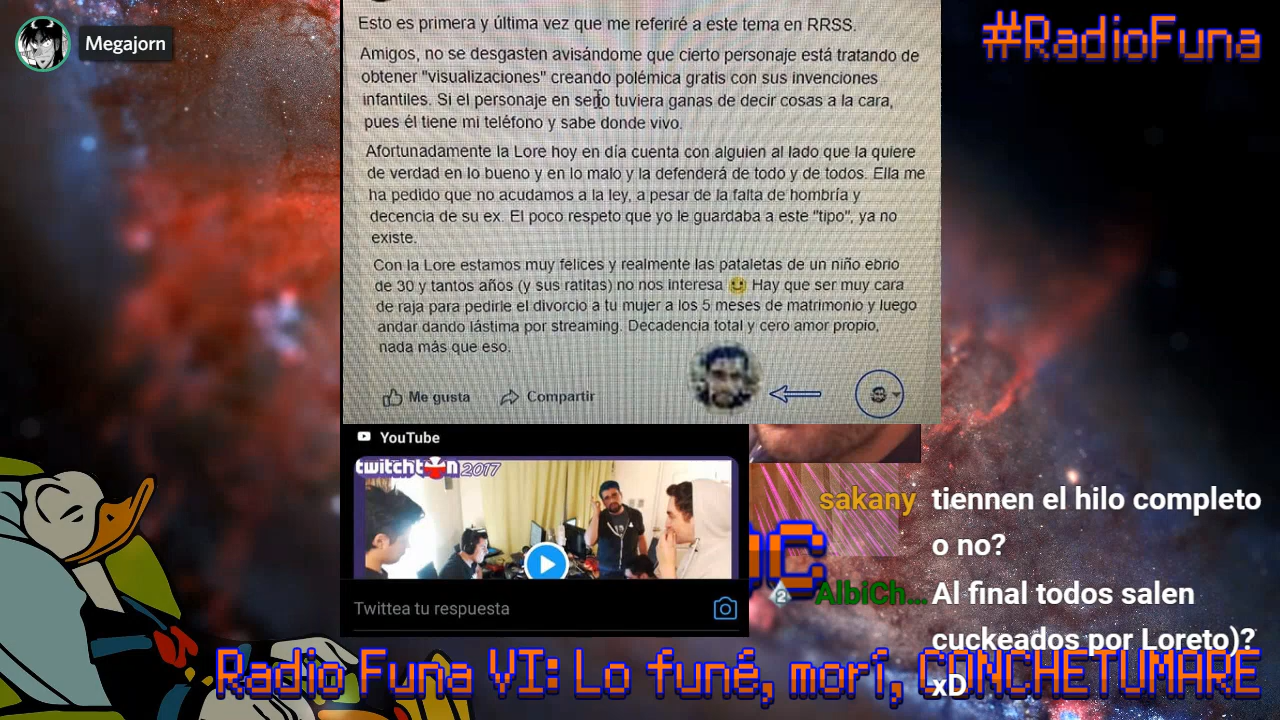 Megajorn
#RadioFuna
Esto es primera y última vez que me referiré a este tema en RRSS.
Amigos, no se desgasten avisándome que cierto personaje está tratando de
obtener "visualizaciones" creando polémica gratis con sus invenciones
infantiles. Si el personaje en serio tuviera ganas de decir cosas a la cara,
pues él tiene mi teléfono y sabe donde vivo.
Afortunadamente la Lore hoy en día cuenta con alguien al lado que la quiere
de verdad en lo bueno y en lo malo y la defenderá de todo y de todos. Ella me
ha pedido que no acudamos a la ley, a pesar de la falta de hombría y
decencia de su ex. El poco respeto que yo le guardaba a este "tipo", ya no
existe.
Con la Lore estamos muy felices y realmente las pataletas de un niño ebrio
de 30 y tantos años (y sus ratitas) no nos interesa 🙂 Hay que ser muy cara
de raja para pedirle el divorcio a tu mujer a los 5 meses de matrimonio y luego
andar dando lástima por streaming. Decadencia total y cero amor propio,
nada más que eso.
Me gusta Compartir
YouTube
twitchton 2017
Twittea tu respuesta
sakany tiennen el hilo completo
o no?
2 AlbiCh... Al final todos salen
cuckeados por Loreto)?
xD
Radio Funa VI: Lo funé, morí, CONCHETUMARE